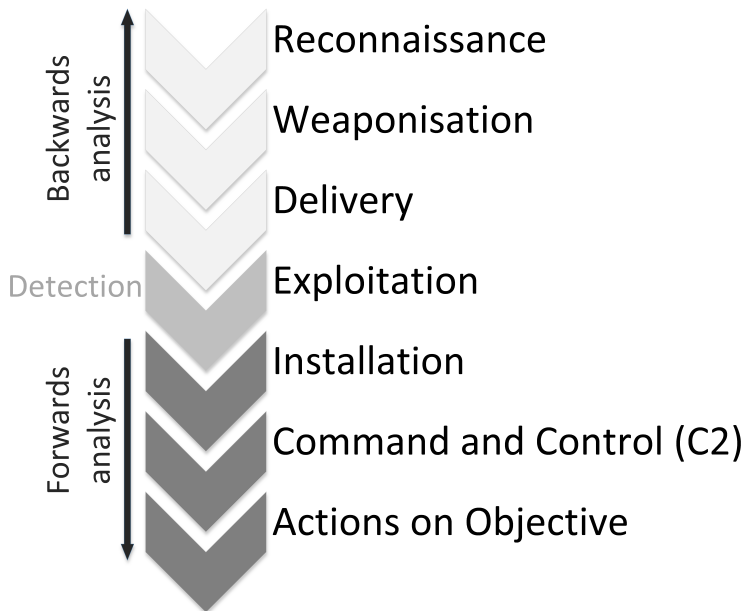 Reconnaissance
Weaponisation
Delivery
Exploitation
Installation
Command and Control (C2)
Actions on Objective
Backwards
analysis
Detection
Forwards
analysis